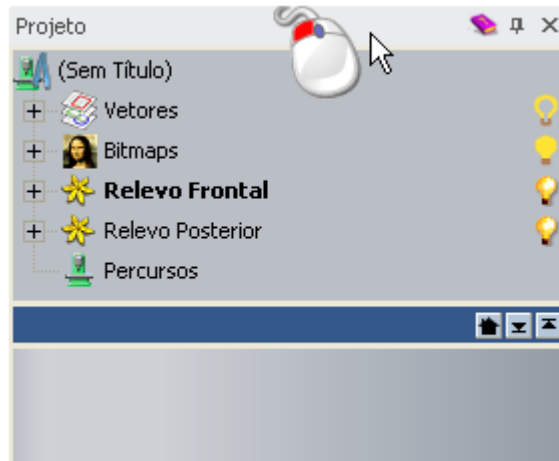 Projeto
(Sem Título)
Vetores
Bitmaps
Relevo Frontal
Relevo Posterior
Percursos